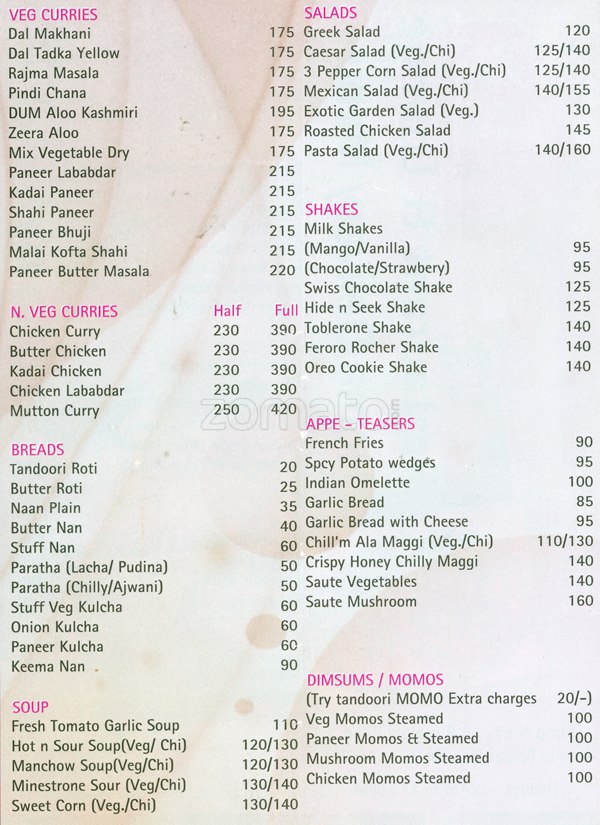 VEG CURRIES
Dal Makhani 175
Dal Tadka Yellow 175
Rajma Masala 175
Pindi Chana 175
DUM Aloo Kashmiri 195
Zeera Aloo 175
Mix Vegetable Dry 175
Paneer Lababdar 215
Kadai Paneer 215
Shahi Paneer 215
Paneer Bhuji 215
Malai Kofta Shahi 215
Paneer Butter Masala 220
N. VEG CURRIES Half Full
Chicken Curry 230 390
Butter Chicken 230 390
Kadai Chicken 230 390
Chicken Lababdar 230 390
Mutton Curry 250 420
BREADS
Tandoori Roti 20
Butter Roti 25
Naan Plain 35
Butter Nan 40
Stuff Nan 60
Paratha (Lacha/ Pudina) 50
Paratha (Chilly/Ajwani) 50
Stuff Veg Kulcha 60
Onion Kulcha 60
Paneer Kulcha 60
Keema Nan 90
SOUP
Fresh Tomato Garlic Soup 110
Hot n Sour Soup(Veg/ Chi) 120/130
Manchow Soup(Veg/Chi) 120/130
Minestrone Sour (Veg/Chi) 130/140
Sweet Corn (Veg./Chi) 130/140
SALADS
Greek Salad 120
Caesar Salad (Veg./Chi) 125/140
3 Pepper Corn Salad (Veg./Chi) 125/140
Mexican Salad (Veg./Chi) 140/155
Exotic Garden Salad (Veg.) 130
Roasted Chicken Salad 145
Pasta Salad (Veg./Chi) 140/160
SHAKES
Milk Shakes
(Mango/Vanilla) 95
(Chocolate/Strawbery) 95
Swiss Chocolate Shake 125
Hide n Seek Shake 125
Toblerone Shake 140
Feroro Rocher Shake 140
Oreo Cookie Shake 140
APPE - TEASERS
French Fries 90
Spcy Potato wedges 95
Indian Omelette 100
Garlic Bread 85
Garlic Bread with Cheese 95
Chill'm Ala Maggi (Veg./Chi) 110/130
Crispy Honey Chilly Maggi 140
Saute Vegetables 140
Saute Mushroom 160
DIMSUMS / MOMOS
(Try tandoori MOMO Extra charges 20/-)
Veg Momos Steamed 100
Paneer Momos & Steamed 100
Mushroom Momos Steamed 100
Chicken Momos Steamed 100
zomato.com